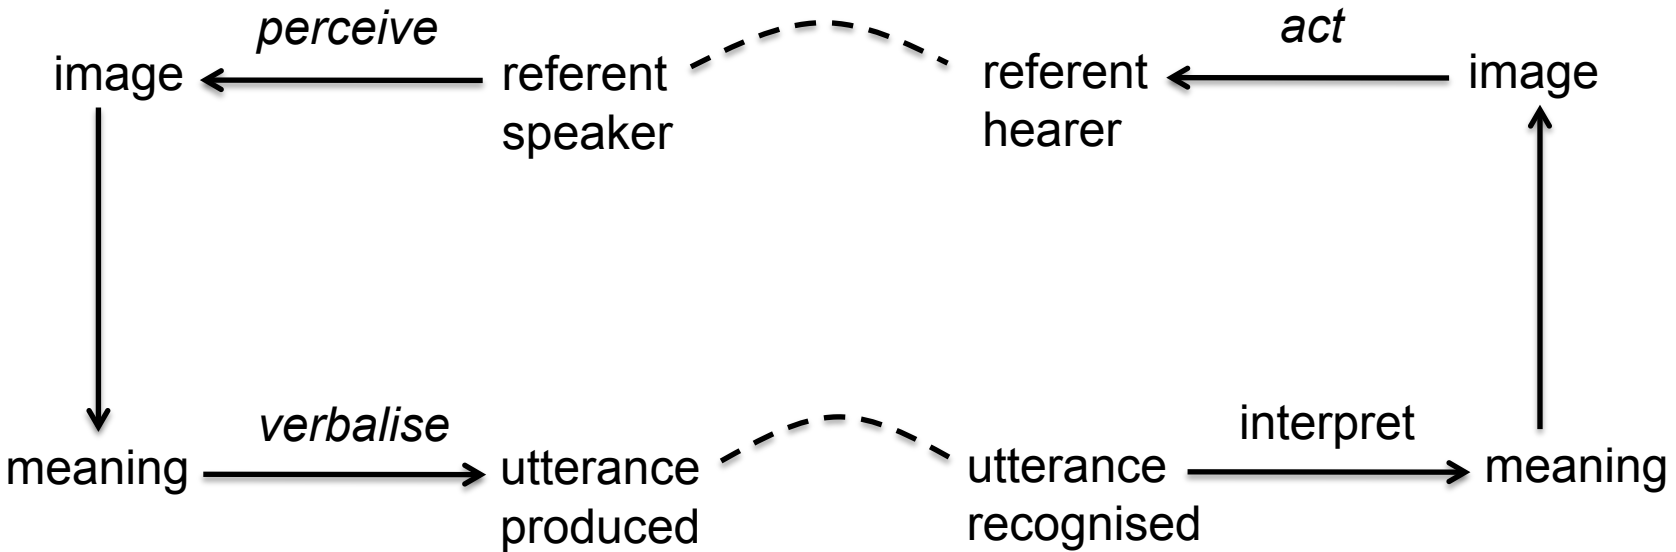 perceive
act
image
referent
speaker
referent
hearer
image
verbalise
interpret
meaning
utterance
produced
utterance
recognised
meaning